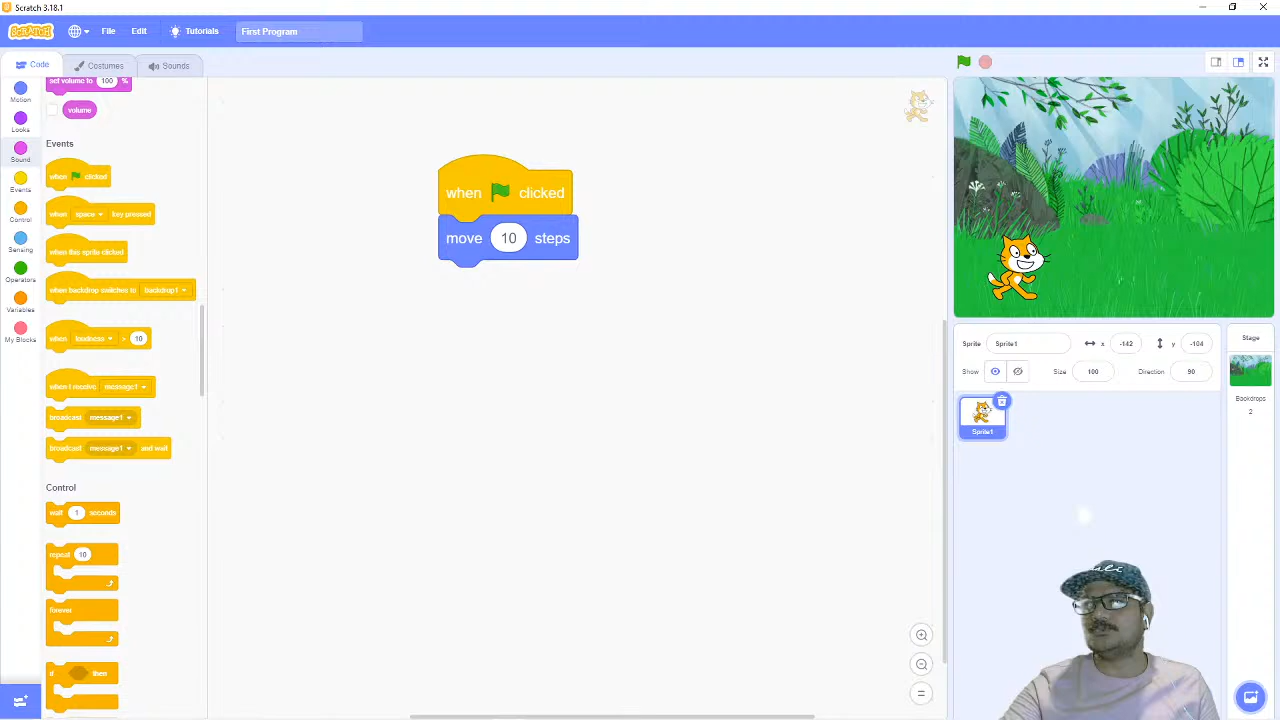 Scratch 3.18.1
SCRATCH
File
Edit
Tutorials
First Program
Code
Costumes
Sounds
Motion
Looks
Sound
Events
Control
Sensing
Operators
Variables
My Blocks
set volume to 100 %
volume
Events
when clicked
when space key pressed
when this sprite clicked
when backdrop switches to backdrop1
when loudness > 10
when I receive message1
broadcast message1
broadcast message1 and wait
Control
wait 1 seconds
repeat 10
forever
if then
when clicked
move 10 steps
Sprite Sprite1 x -142 y -104
Show Size 100 Direction 90
Sprite1
Stage
Backdrops
2